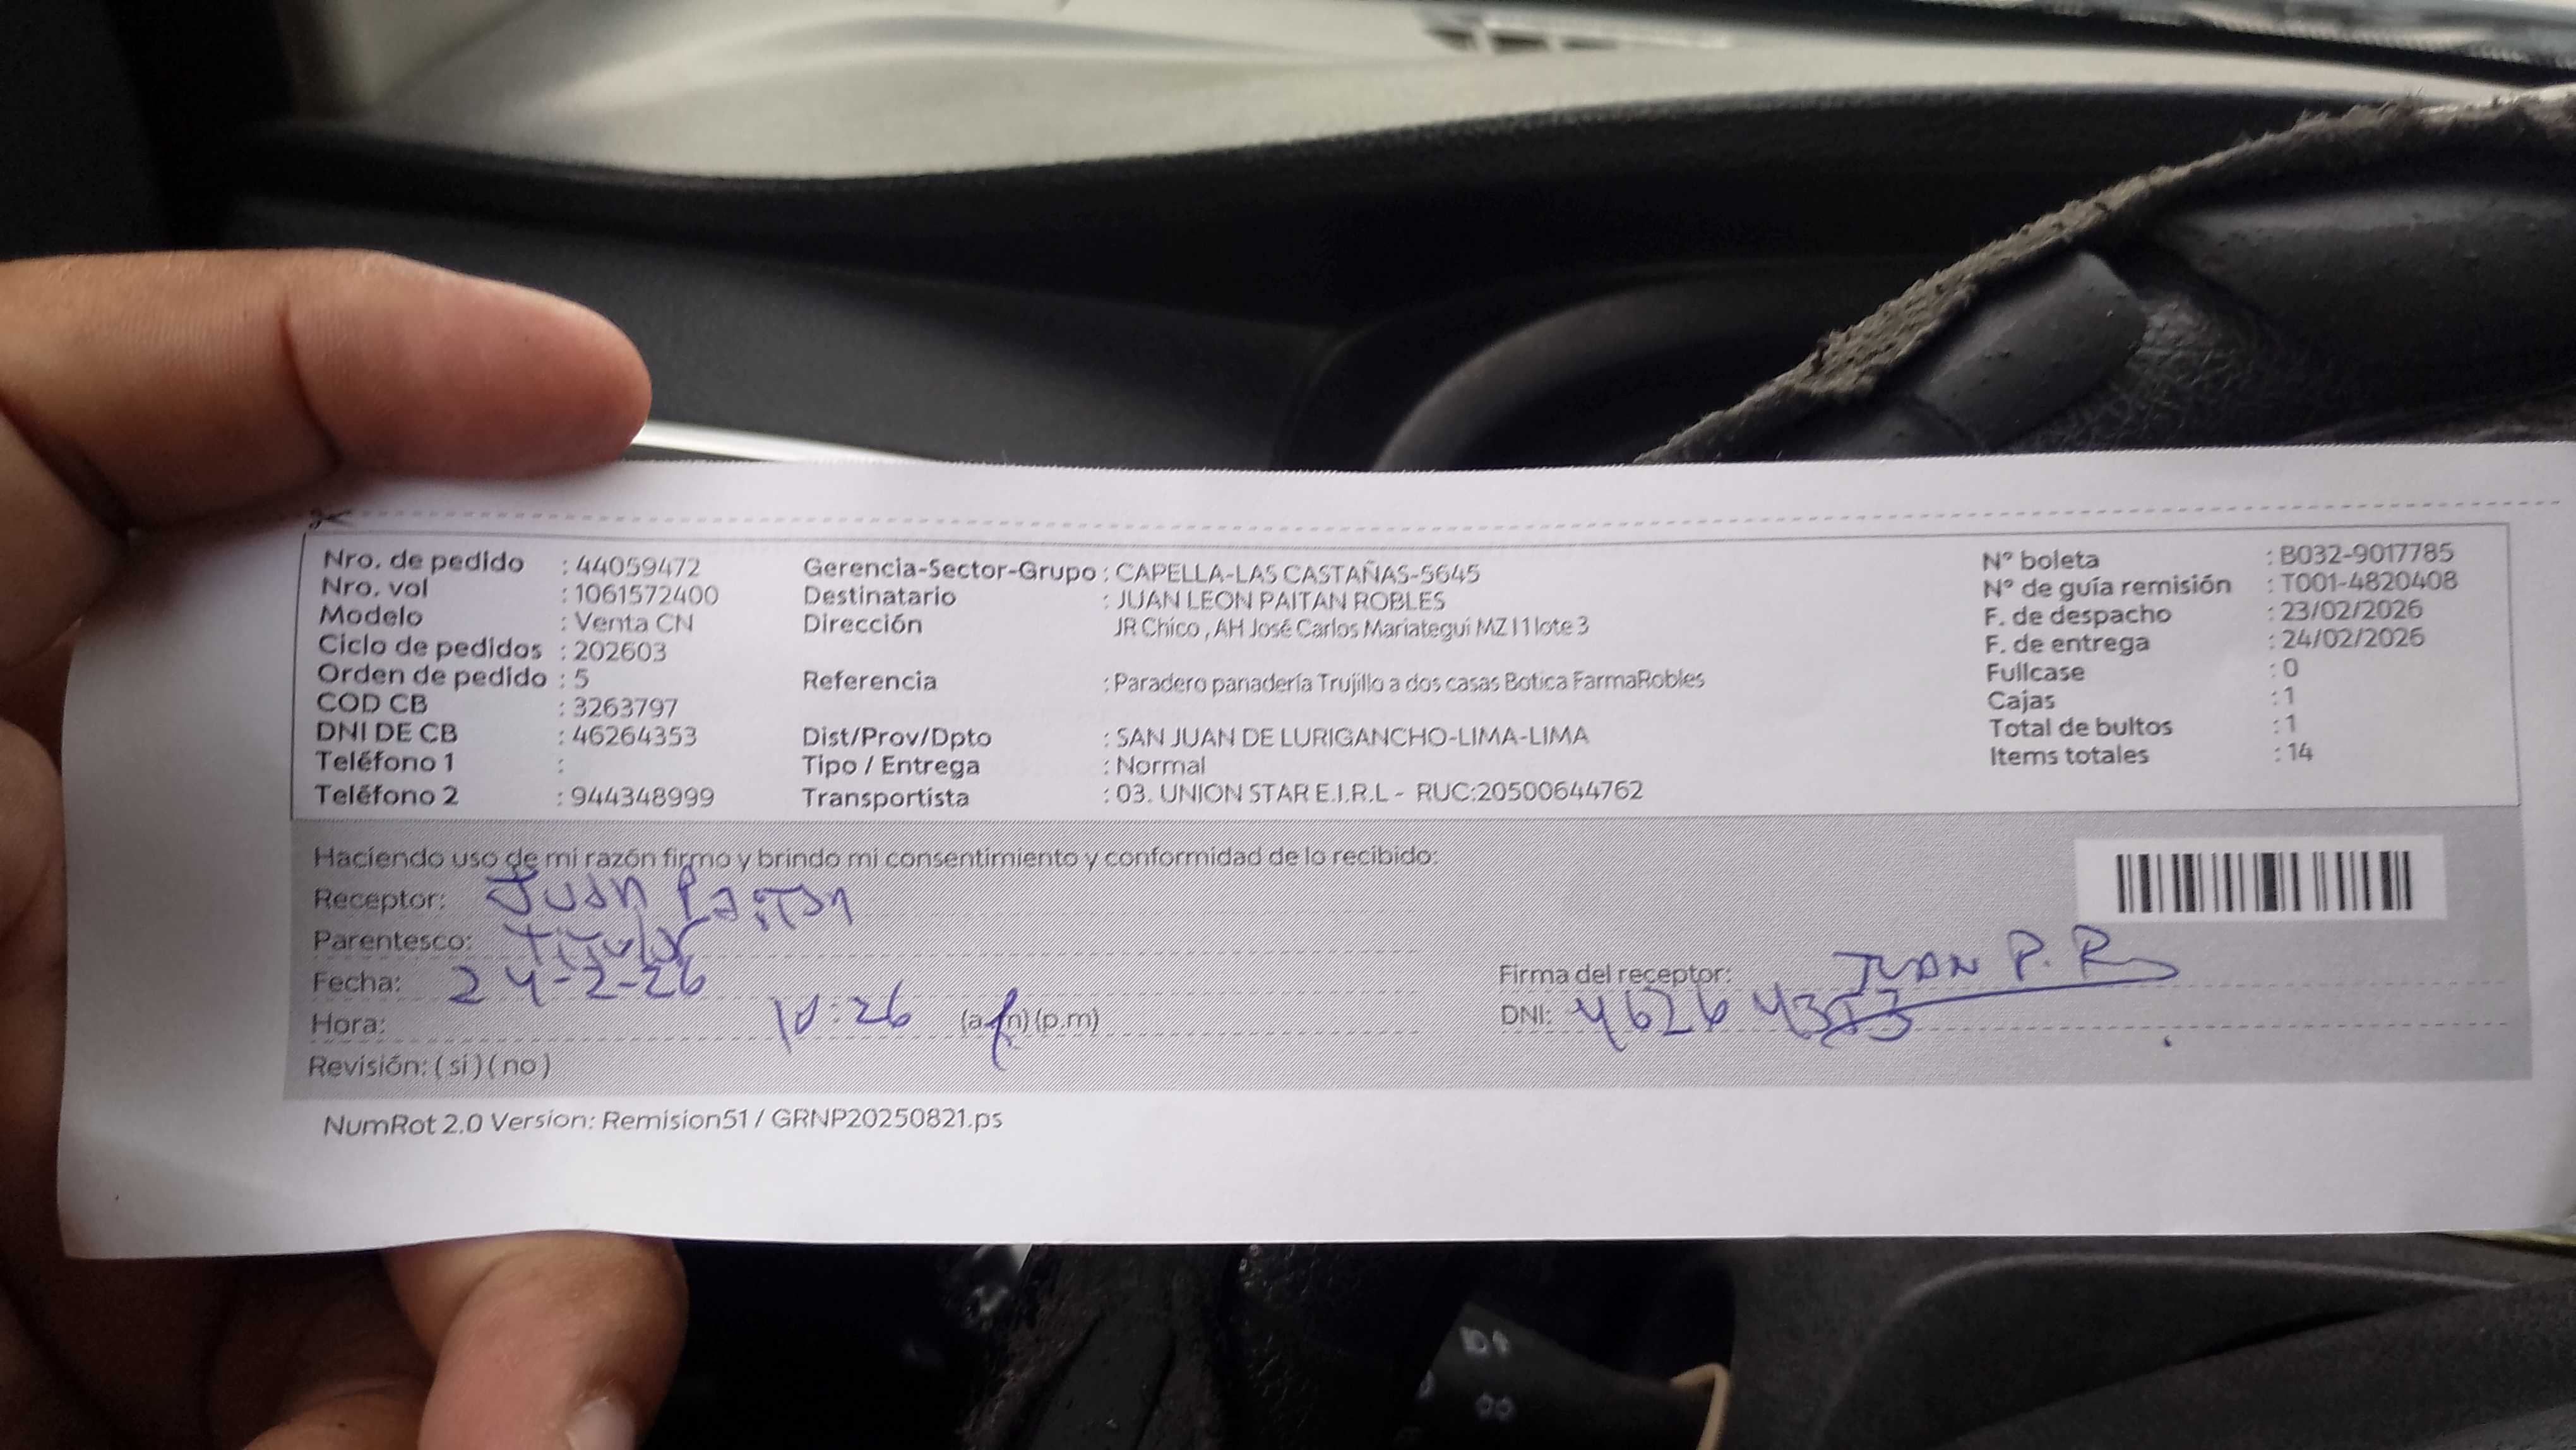 Nro. de pedido : 44059472
Nro. vol : 1061572400
Modelo : Venta CN
Ciclo de pedidos : 202603
Orden de pedido : 5
COD CB : 3263797
DNI DE CB : 46264353
Teléfono 1 :
Teléfono 2 : 944348999
Gerencia-Sector-Grupo : CAPELLA-LAS CASTAÑAS-5645
Destinatario : JUAN LEON PAITAN ROBLES
Dirección JR Chico , AH José Carlos Mariategui MZ I1 lote 3
Referencia : Paradero panadería Trujillo a dos casas Botica FarmaRobles
Dist/Prov/Dpto : SAN JUAN DE LURIGANCHO-LIMA-LIMA
Tipo / Entrega : Normal
Transportista : 03. UNION STAR E.I.R.L - RUC:20500644762
N° boleta : B032-9017785
N° de guía remisión : T001-4820408
F. de despacho : 23/02/2026
F. de entrega : 24/02/2026
Fullcase : 0
Cajas : 1
Total de bultos : 1
Items totales : 14
Haciendo uso de mi razón firmo y brindo mi consentimiento y conformidad de lo recibido:
Receptor: Juan Paitan
Parentesco: Titular
Fecha: 24-2-26
Hora: 10:26 (a.m) (p.m)
Revisión: ( si ) ( no )
Firma del receptor: JUAN P. R
DNI: 46264353
NumRot 2.0 Version: Remision51 / GRNP20250821.ps